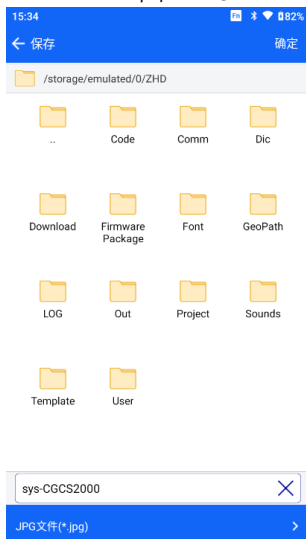 15:34
Fn
82%
保存
确定
/storage/emulated/0/ZHD
..
Code
Comm
Dic
Download
Firmware
Package
Font
GeoPath
LOG
Out
Project
Sounds
Template
User
sys-CGCS2000
JPG文件(*.jpg)